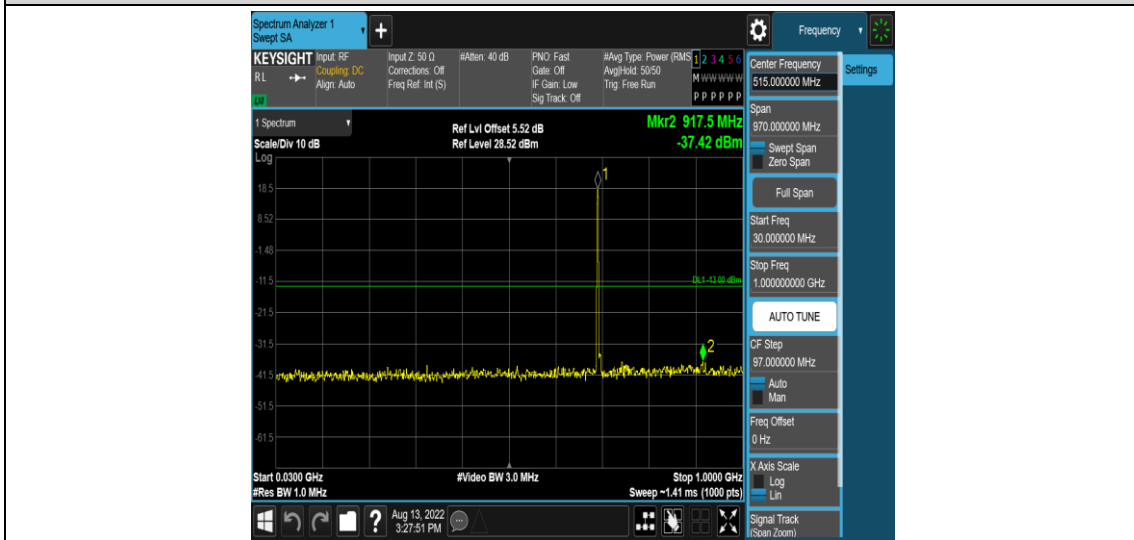 Spectrum Analyzer 1
Swept SA
+
Frequency
KEYSIGHT
RL
Input: RF
Coupling: DC
Align: Auto
Input Z: 50 Ω
Corrections: Off
Freq Ref: Int (S)
#Atten: 40 dB
PNO: Fast
Gate: Off
IF Gain: Low
Sig Track: Off
#Avg Type: Power (RMS
Avg|Hold: 50/50
Trig: Free Run
1 2 3 4 5 6
M W W W W W
P P P P P P
1 Spectrum
Scale/Div 10 dB
Ref Lvl Offset 5.52 dB
Ref Level 28.52 dBm
Mkr2 917.5 MHz
-37.42 dBm
Log
18.5
8.52
-1.48
-11.5
-21.5
-31.5
-41.5
-51.5
-61.5
1
DL1 -13.00 dBm
2
Start 0.0300 GHz
#Res BW 1.0 MHz
#Video BW 3.0 MHz
Stop 1.0000 GHz
Sweep ~1.41 ms (1000 pts)
Center Frequency
515.000000 MHz
Settings
Span
970.000000 MHz
Swept Span
Zero Span
Full Span
Start Freq
30.000000 MHz
Stop Freq
1.000000000 GHz
AUTO TUNE
CF Step
97.000000 MHz
Auto
Man
Freq Offset
0 Hz
X Axis Scale
Log
Lin
Signal Track
(Span Zoom)
?
Aug 13, 2022
3:27:51 PM